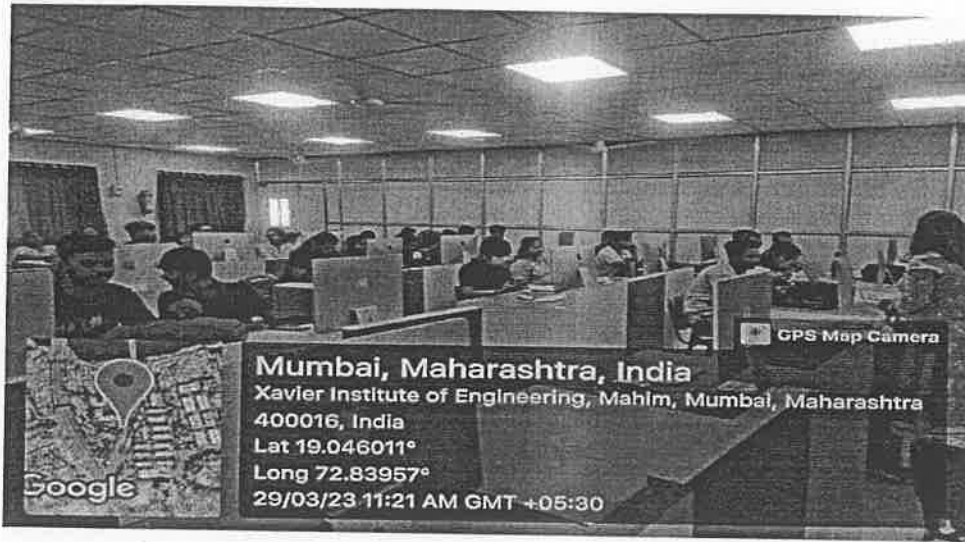 GPS Map Camera
Mumbai, Maharashtra, India
Xavier Institute of Engineering, Mahim, Mumbai, Maharashtra
400016, India
Lat 19.046011°
Long 72.83957°
29/03/23 11:21 AM GMT +05:30
Google